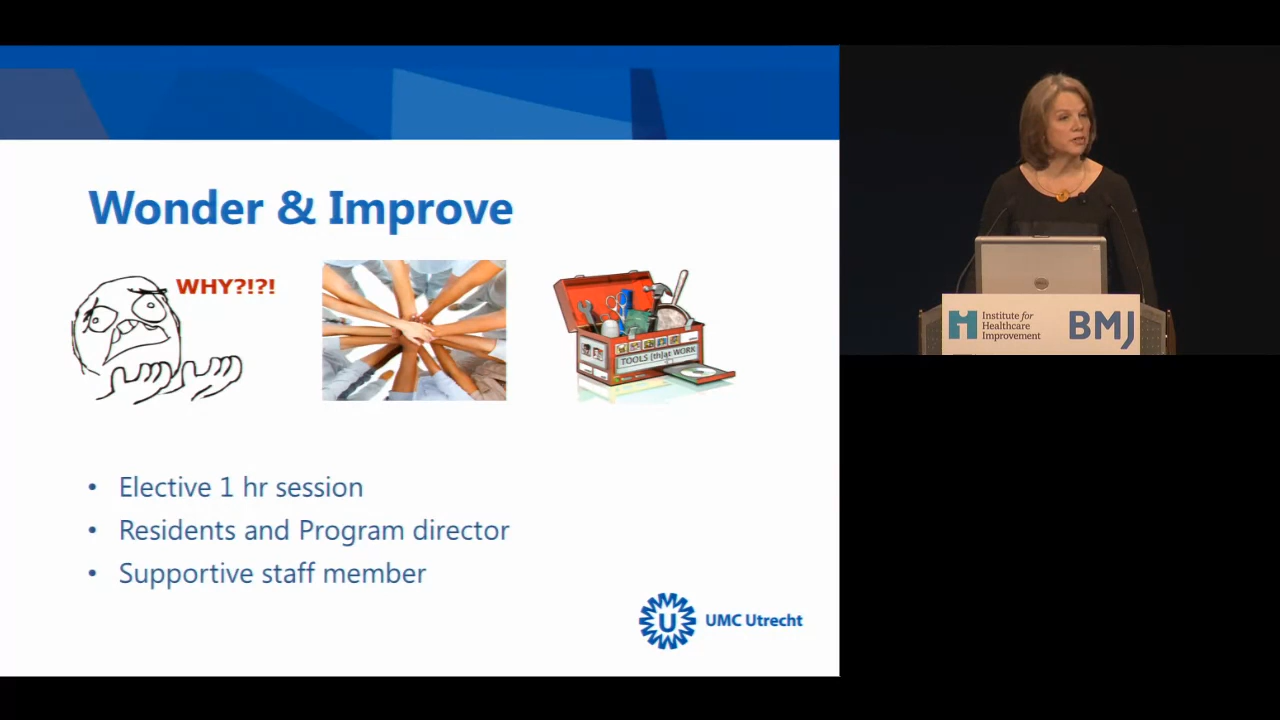 Wonder & Improve
WHY?!?!
TOOLS (th)at WORK
• Elective 1 hr session
• Residents and Program director
• Supportive staff member
U
UMC Utrecht
Institute for
Healthcare
Improvement
BMJ